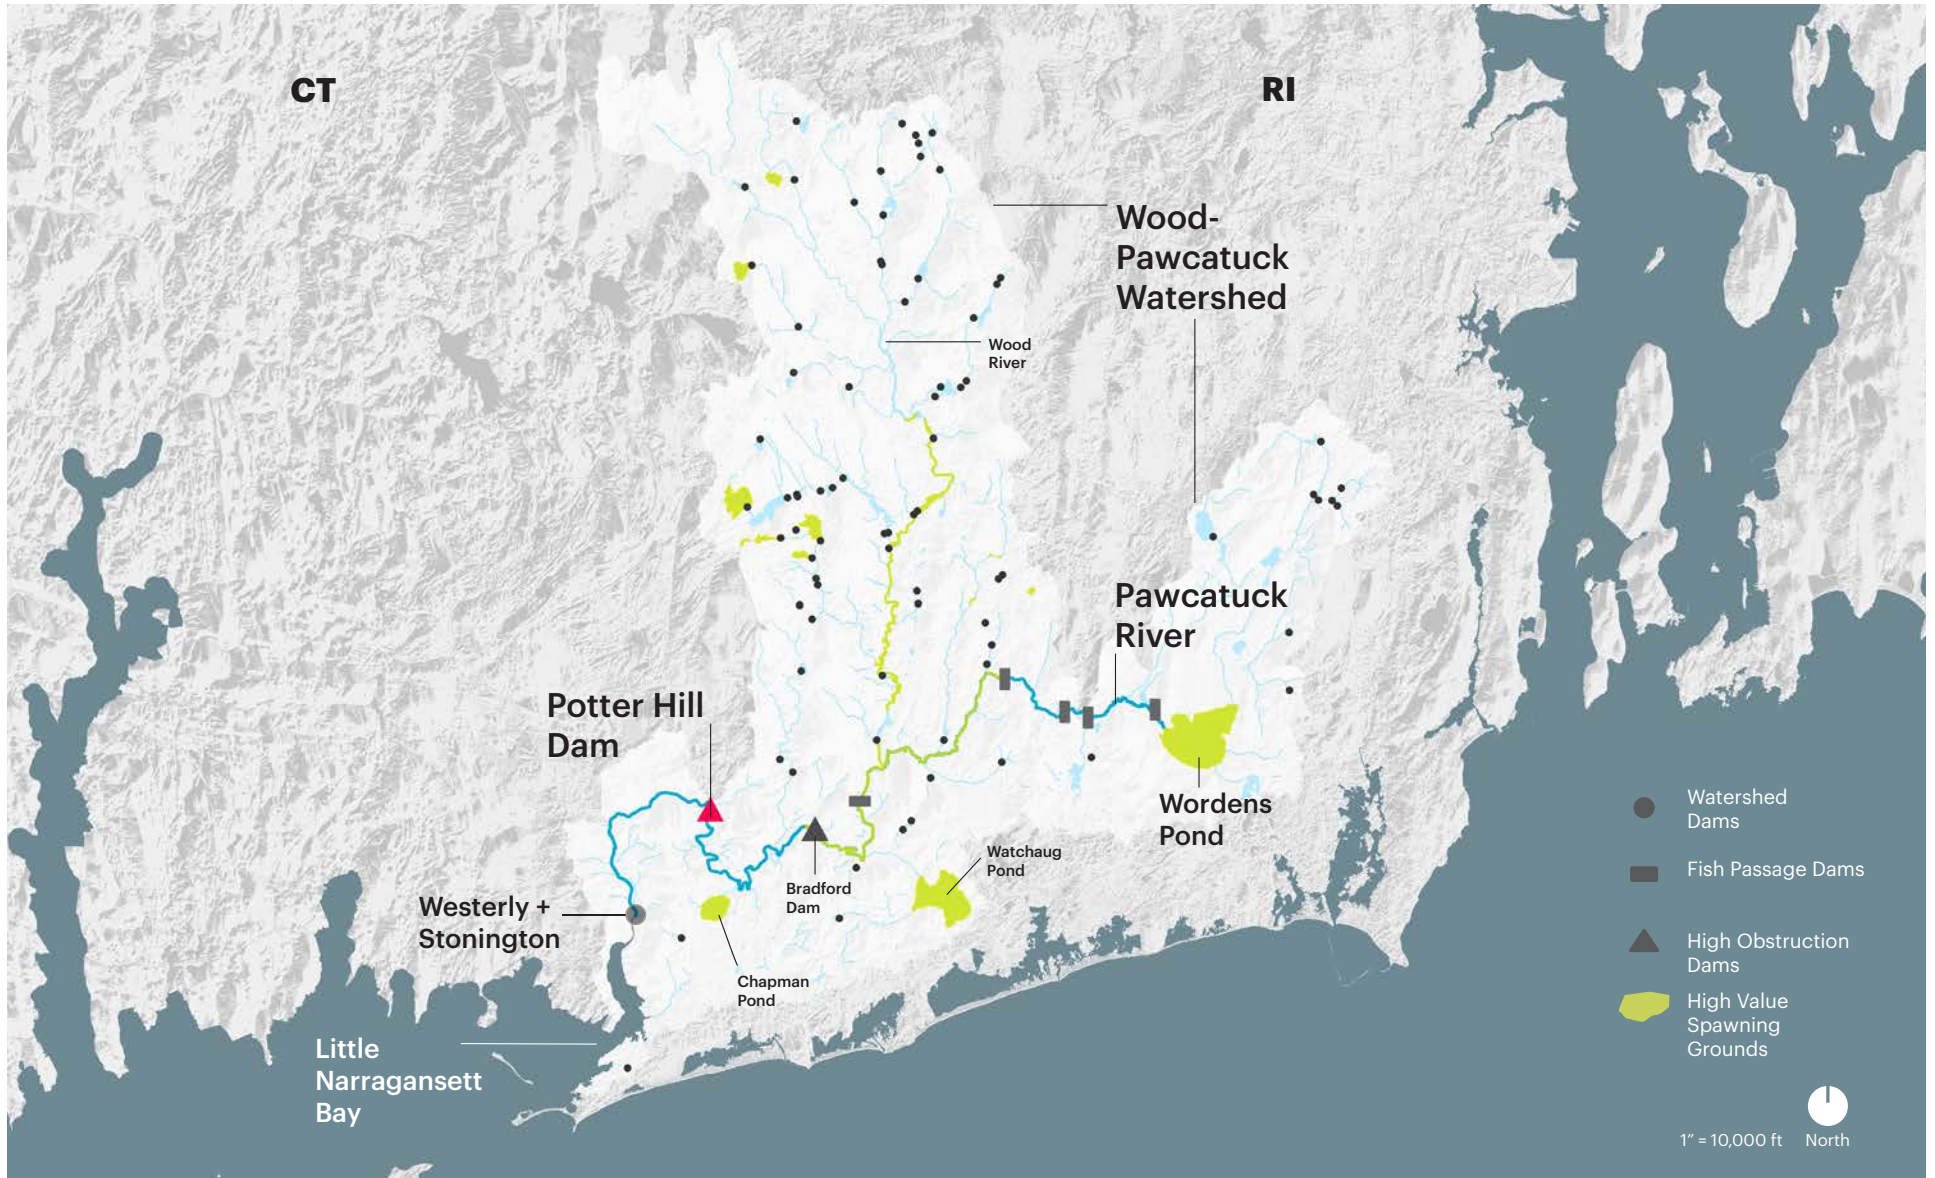 CT
RI
Wood-
Pawcatuck
Watershed
Wood
River
Pawcatuck
River
Potter Hill
Dam
Wordens
Pond
Watchaug
Pond
Bradford
Dam
Westerly +
Stonington
Chapman
Pond
Little
Narragansett
Bay
Watershed
Dams
Fish Passage Dams
High Obstruction
Dams
High Value
Spawning
Grounds
1” = 10,000 ft
North